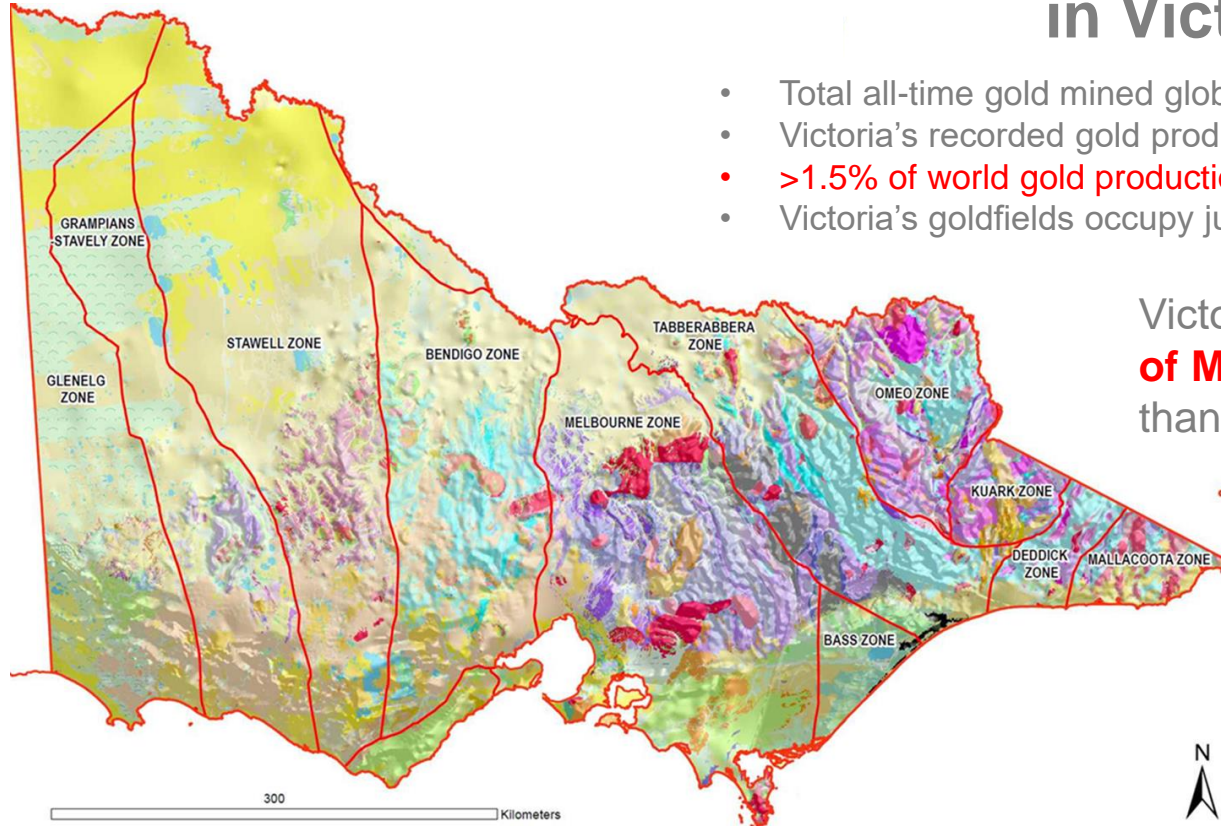 in Vict
• Total all-time gold mined glob
• Victoria's recorded gold prod
• >1.5% of world gold productio
• Victoria's goldfields occupy ju
Victo
of M
than
GRAMPIANS
-STAVELY ZONE
GLENELG
ZONE
STAWELL ZONE
BENDIGO ZONE
MELBOURNE ZONE
TABBERABBERA
ZONE
OMEO ZONE
KUARK ZONE
DEDDICK
ZONE
MALLACOOTA ZONE
BASS ZONE
300
Kilometers
N